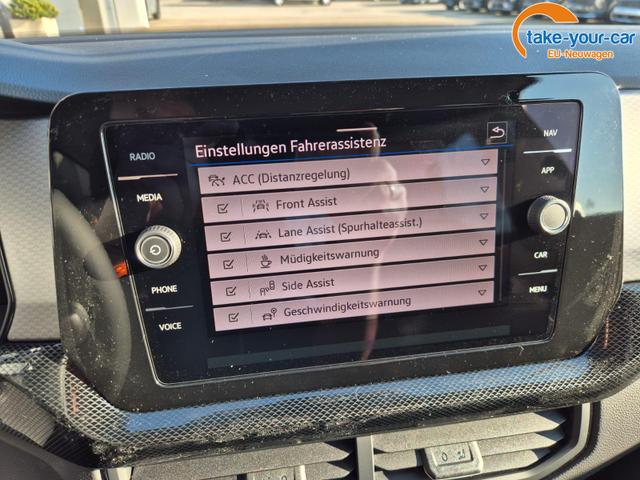 take-your-car
EU-Neuwagen
RADIO
MEDIA
PHONE
VOICE
Einstellungen Fahrerassistenz
ACC (Distanzregelung)
Front Assist
Lane Assist (Spurhalteassist.)
Müdigkeitswarnung
Side Assist
Geschwindigkeitswarnung
NAV
APP
CAR
MENU